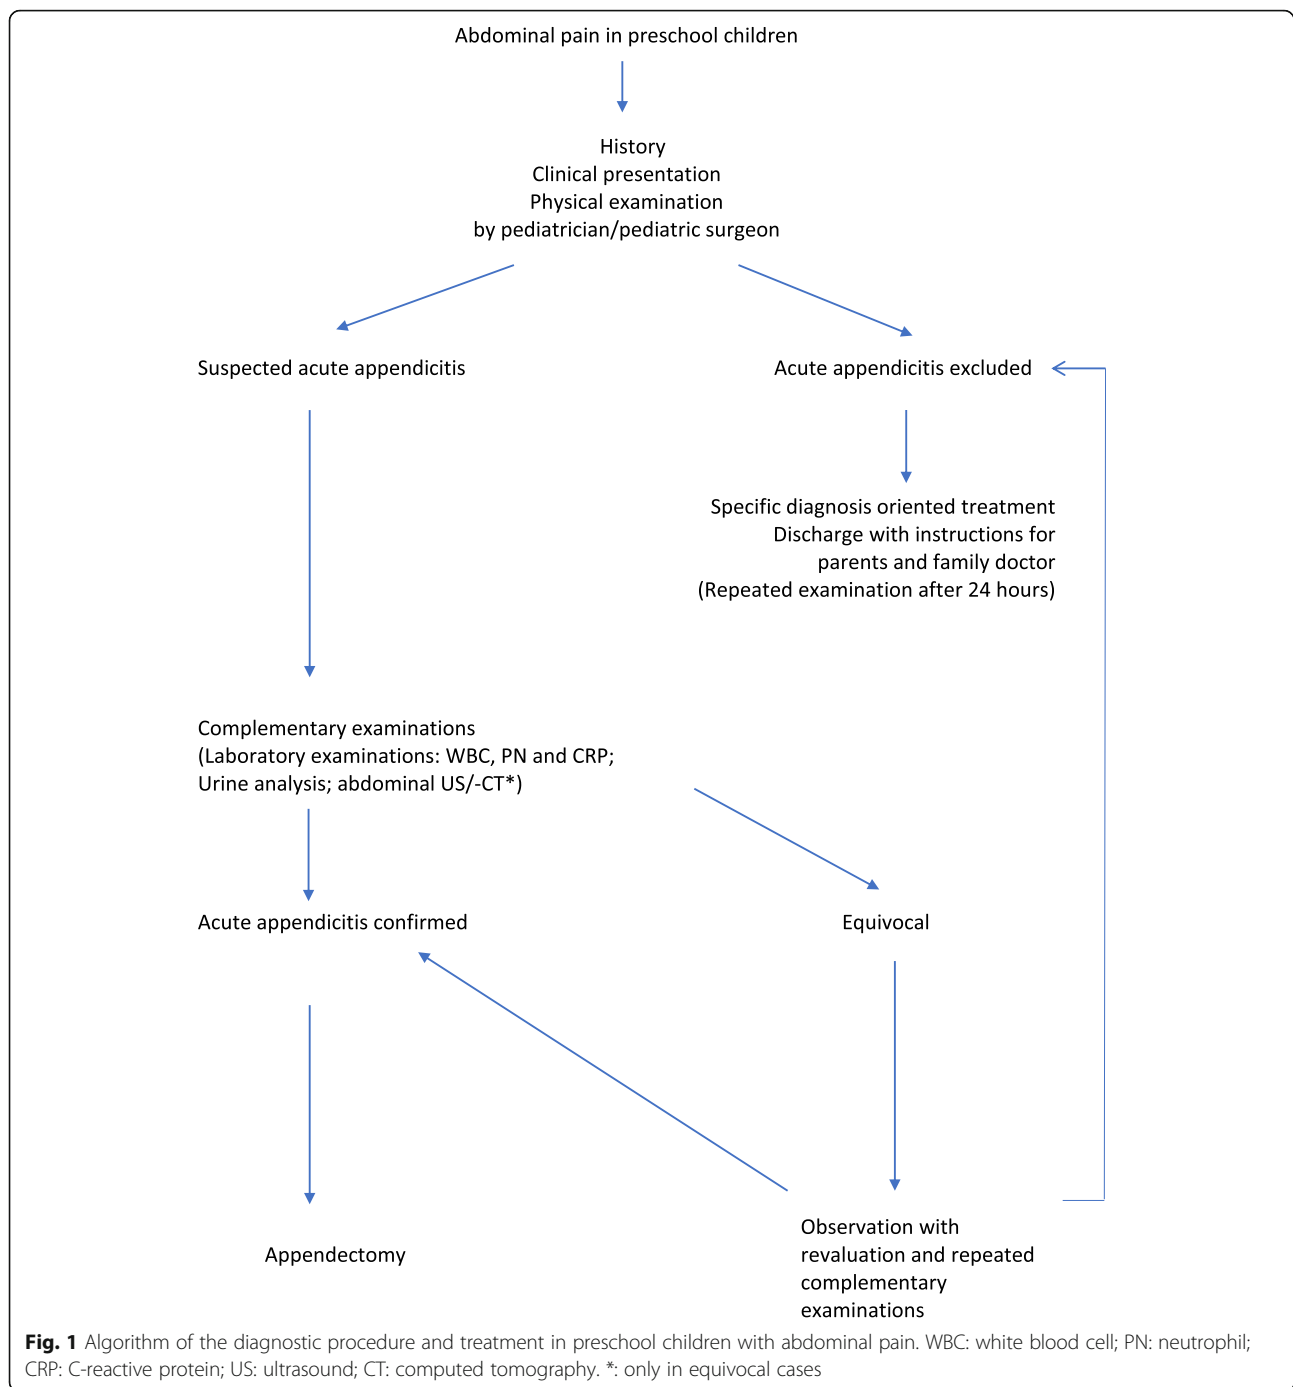 Abdominal pain in preschool children
History
Clinical presentation
Physical examination
by pediatrician/pediatric surgeon
Suspected acute appendicitis
Acute appendicitis excluded
Specific diagnosis oriented treatment
Discharge with instructions for
parents and family doctor
(Repeated examination after 24 hours)
Complementary examinations
(Laboratory examinations: WBC, PN and CRP;
Urine analysis; abdominal US/-CT*)
Acute appendicitis confirmed
Equivocal
Appendectomy
Observation with
revaluation and repeated
complementary
examinations
Fig. 1 Algorithm of the diagnostic procedure and treatment in preschool children with abdominal pain. WBC: white blood cell; PN: neutrophil;
CRP: C-reactive protein; US: ultrasound; CT: computed tomography. *: only in equivocal cases